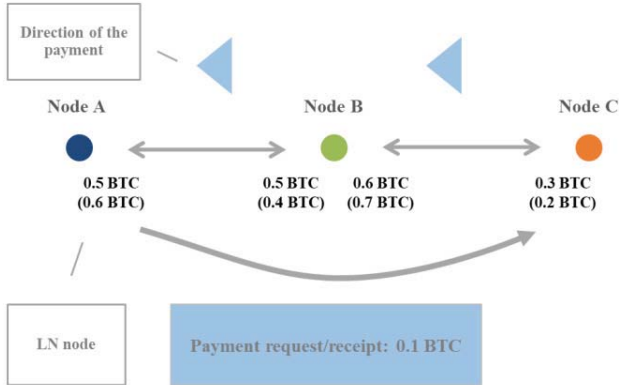 Direction of the
payment
Node A
Node B
Node C
0.5 BTC
(0.6 BTC)
0.5 BTC
(0.4 BTC)
0.6 BTC
(0.7 BTC)
0.3 BTC
(0.2 BTC)
LN node
Payment request/receipt: 0.1 BTC